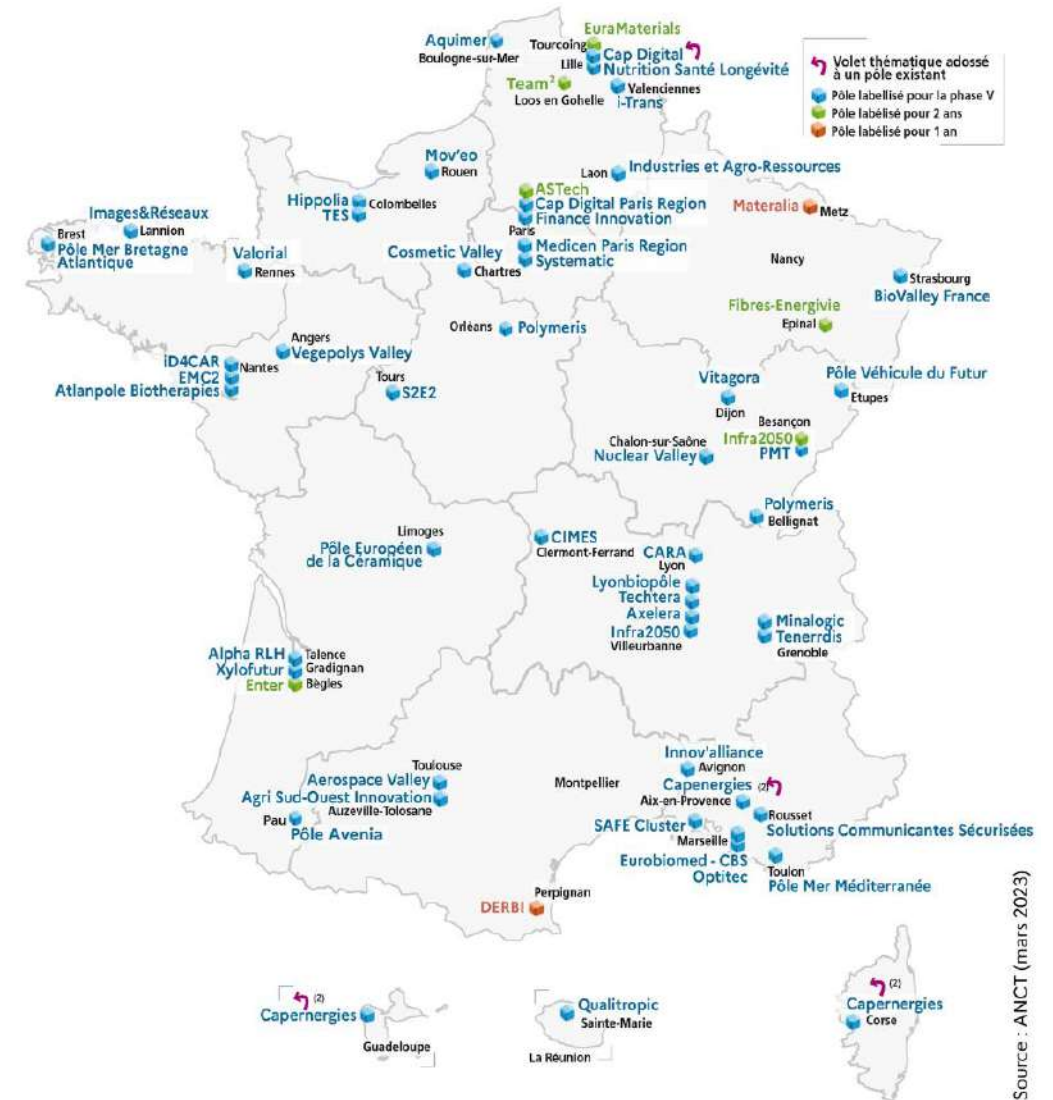 EuraMaterials
Aquimer
Tourcoing
Cap Digital
Boulogne-sur-Mer
Lille
Nutrition Santé Longévité
Team²
Valenciennes
Loos en Gohelle
i-Trans
Volet thématique adossé
à un pôle existant
Pôle labellisé pour la phase V
Pôle labélisé pour 2 ans
Pôle labélisé pour 1 an
Mov'eo
Rouen
Laon
Industries et Agro-Ressources
Hippolia
TES
Colombelles
ASTech
Cap Digital Paris Region
Finance Innovation
Paris
Medicen Paris Region
Systematic
Materalia
Metz
Images&Réseaux
Lannion
Brest
Pôle Mer Bretagne
Atlantique
Valorial
Rennes
Cosmetic Valley
Chartres
Nancy
Strasbourg
BioValley France
Fibres-Energivie
Epinal
Orléans
Polymeris
Angers
Vegepolys Valley
iD4CAR
EMC2
Nantes
Atlanpole Biotherapies
Tours
S2E2
Vitagora
Dijon
Pôle Véhicule du Futur
Etupes
Besançon
Infra2050
PMT
Chalon-sur-Saône
Nuclear Valley
Polymeris
Bellignat
Limoges
Pôle Européen
de la Céramique
CIMES
Clermont-Ferrand
CARA
Lyon
Lyonbiopôle
Techtera
Axelera
Infra2050
Villeurbanne
Minalogic
Tenerrdis
Grenoble
Alpha RLH
Talence
Xylofutur
Gradignan
Enter
Bègles
Toulouse
Aerospace Valley
Agri Sud-Ouest Innovation
Auzeville-Tolosane
Pau
Pôle Avenia
Montpellier
Innov'alliance
Avignon
Capenergies (2)
Aix-en-Provence
Rousset
SAFE Cluster
Solutions Communicantes Sécurisées
Marseille
Eurobiomed - CBS
Optitec
Toulon
Pôle Mer Méditerranée
Perpignan
DERBI
(2)
Capernergies
Guadeloupe
Qualitropic
Sainte-Marie
La Réunion
(2)
Capernergies
Corse
Source : ANCT (mars 2023)